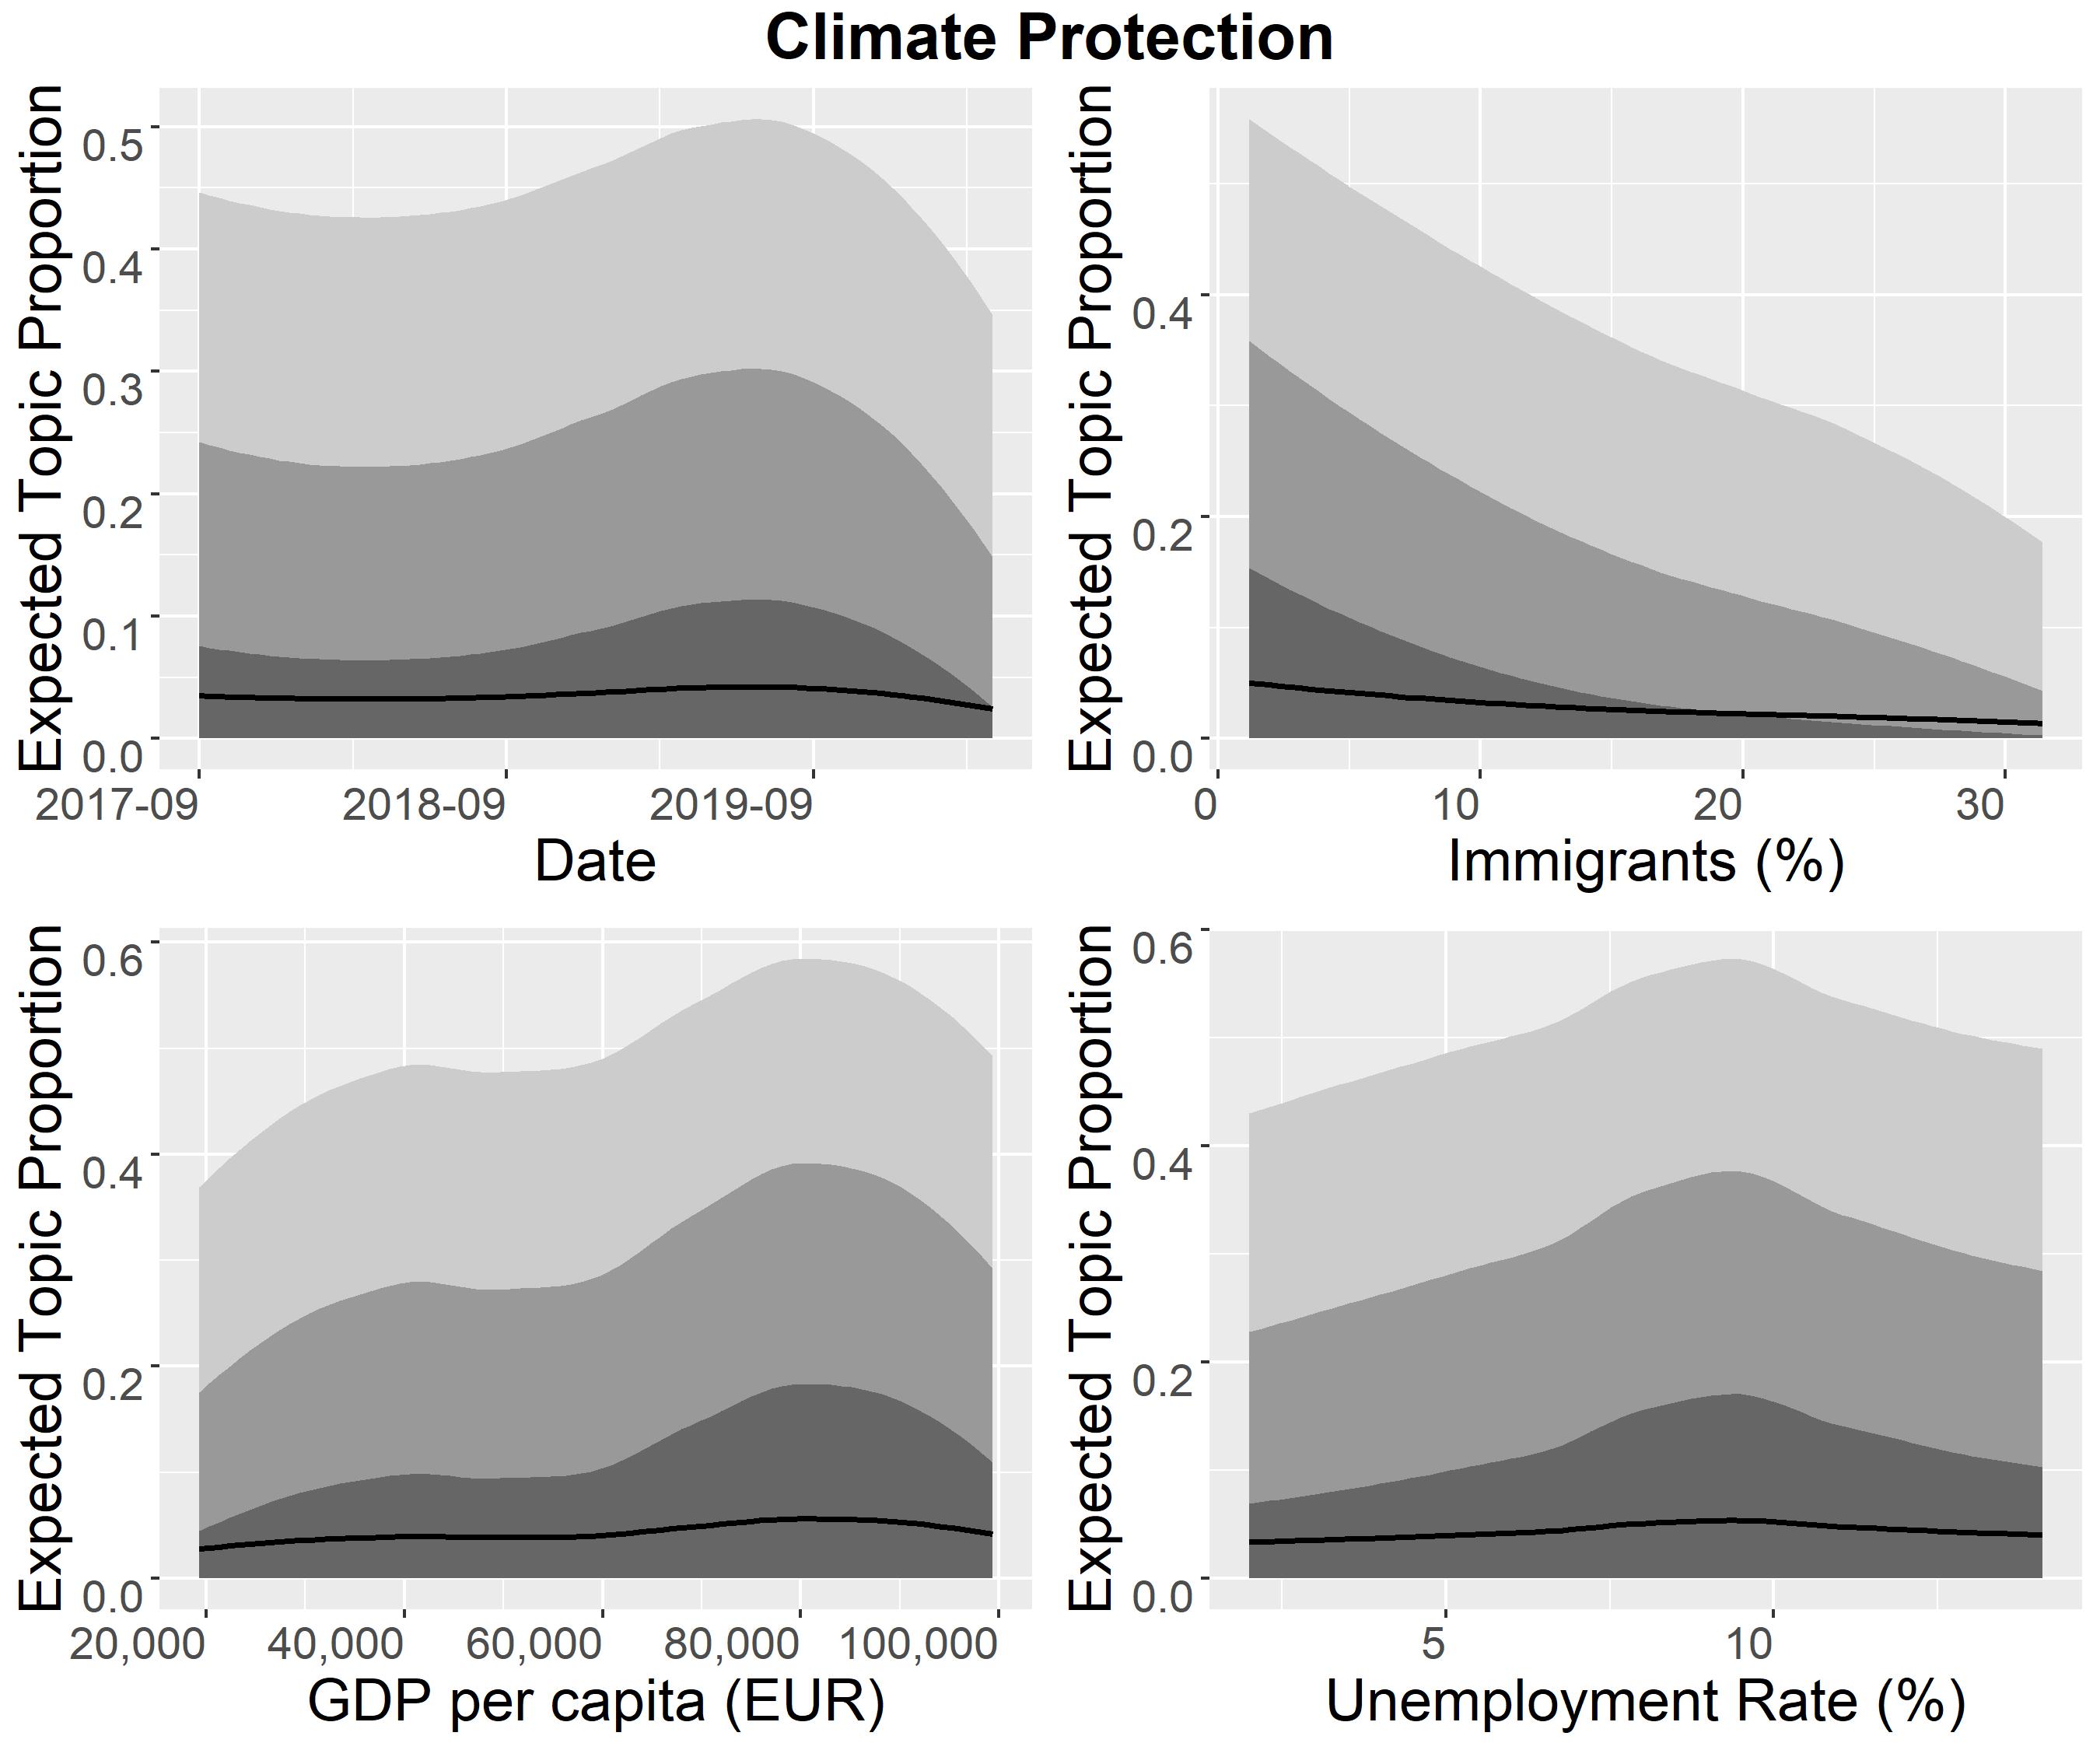 Climate Protection
Expected Topic Proportion
0.5
0.4
0.3
0.2
0.1
0.0
2017-09 2018-09 2019-09
Date
Expected Topic Proportion
0.4
0.2
0.0
0 10 20 30
Immigrants (%)
Expected Topic Proportion
0.6
0.4
0.2
0.0
20,000 40,000 60,000 80,000 100,000
GDP per capita (EUR)
Expected Topic Proportion
0.6
0.4
0.2
0.0
5 10
Unemployment Rate (%)